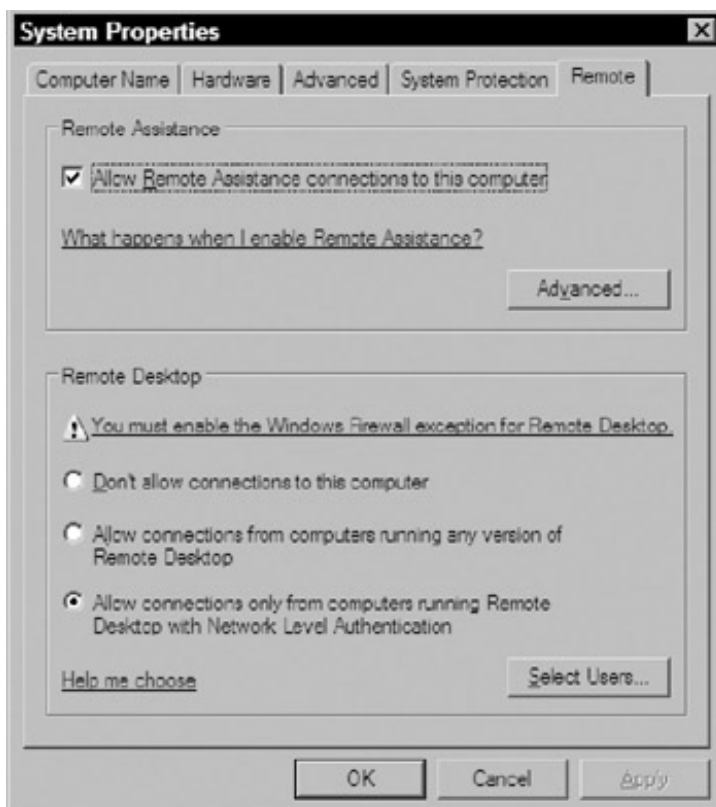 System Properties
Computer Name Hardware Advanced System Protection Remote
Remote Assistance
Allow Remote Assistance connections to this computer
What happens when I enable Remote Assistance?
Advanced...
Remote Desktop
You must enable the Windows Firewall exception for Remote Desktop.
Don't allow connections to this computer
Allow connections from computers running any version of
Remote Desktop
Allow connections only from computers running Remote
Desktop with Network Level Authentication
Help me choose
Select Users...
OK Cancel Apply